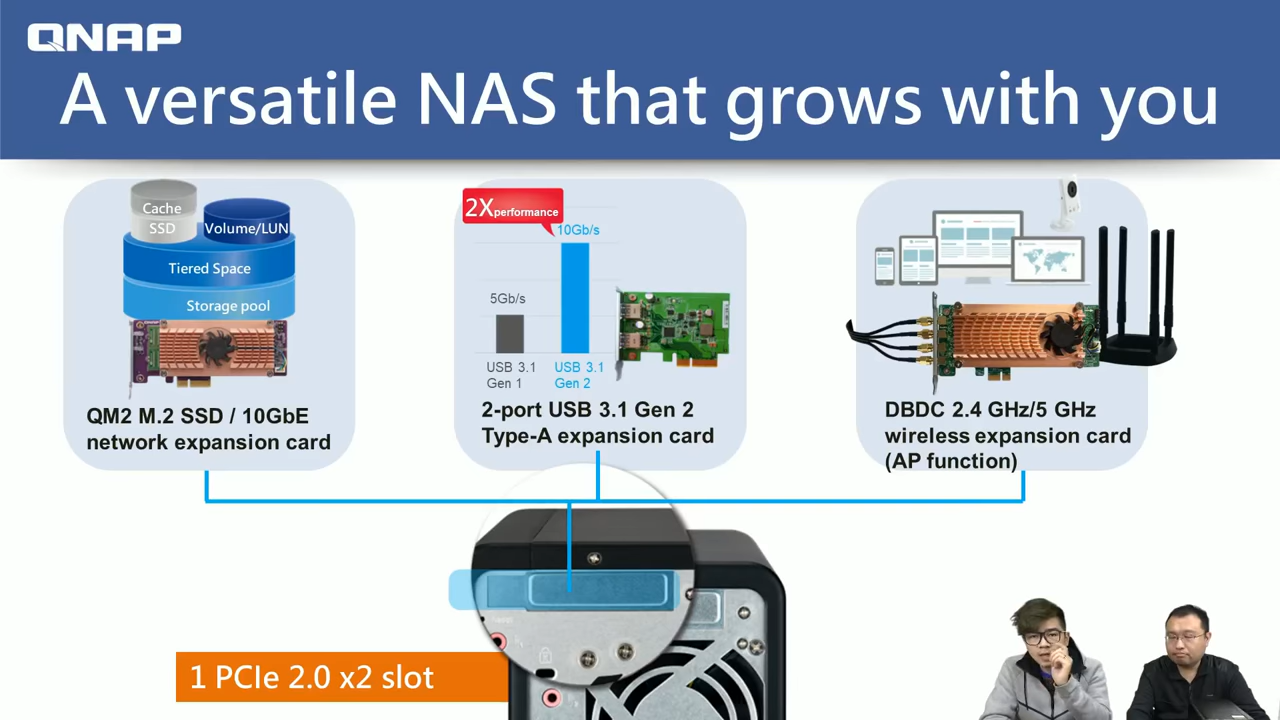 QNAP
A versatile NAS that grows with you
Cache
SSD
Volume/LUN
Tiered Space
Storage pool
QM2 M.2 SSD / 10GbE
network expansion card
2X performance
10Gb/s
5Gb/s
USB 3.1
Gen 1
USB 3.1
Gen 2
2-port USB 3.1 Gen 2
Type-A expansion card
DBDC 2.4 GHz/5 GHz
wireless expansion card
(AP function)
1 PCIe 2.0 x2 slot